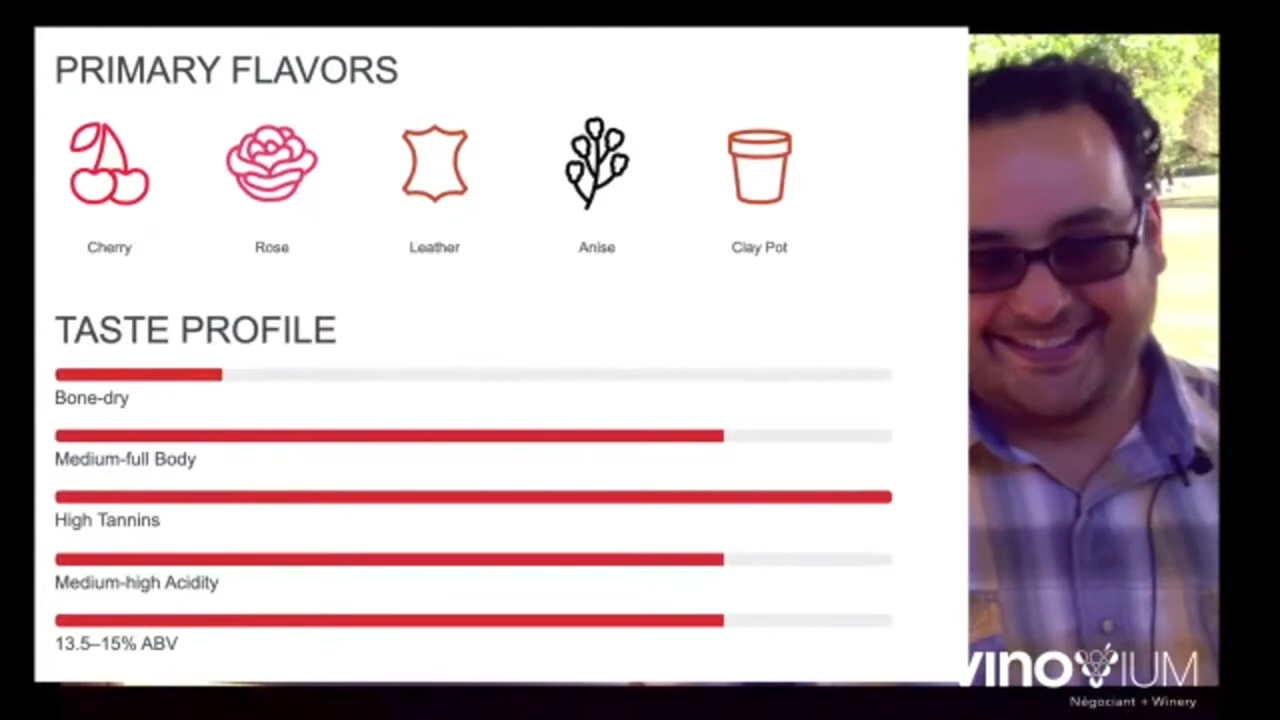 PRIMARY FLAVORS
Cherry
Rose
Leather
Anise
Clay Pot
TASTE PROFILE
Bone-dry
Medium-full Body
High Tannins
Medium-high Acidity
13.5–15% ABV
vinoVIUM
Négociant + Winery